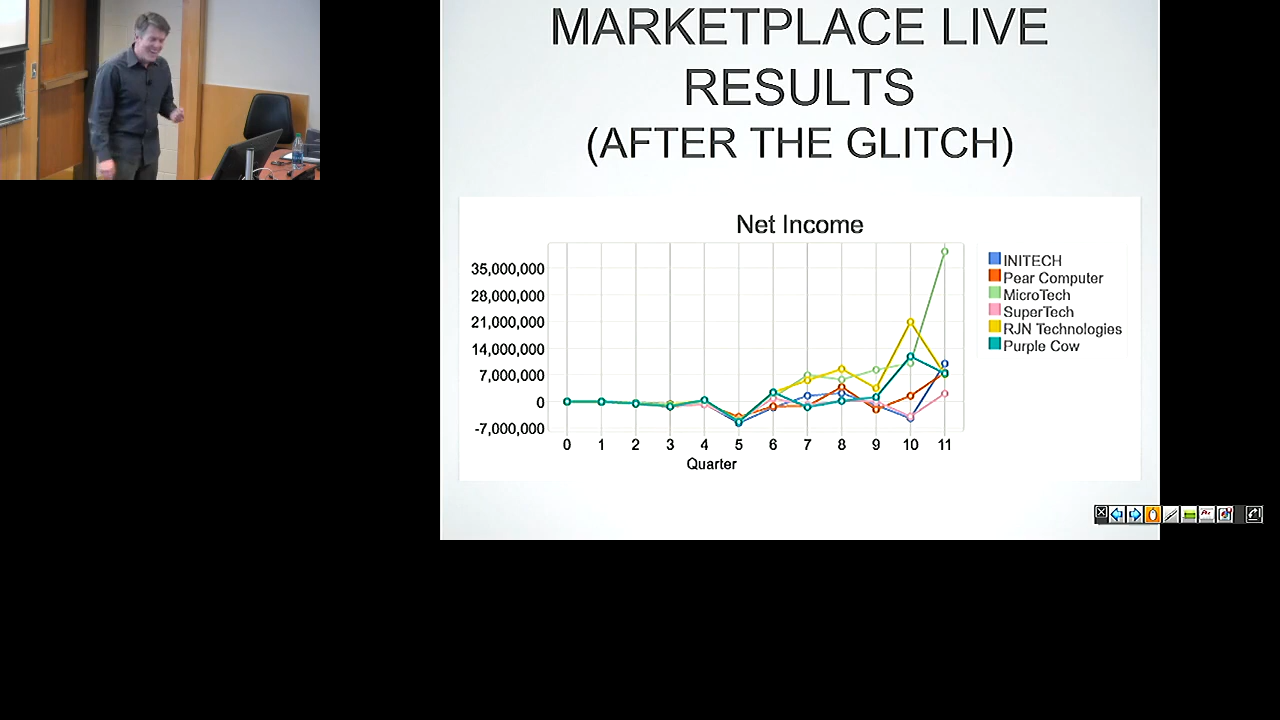 MARKETPLACE LIVE
RESULTS
(AFTER THE GLITCH)
Net Income
35,000,000
28,000,000
21,000,000
14,000,000
7,000,000
0
-7,000,000
0 1 2 3 4 5 6 7 8 9 10 11
Quarter
INITECH
Pear Computer
MicroTech
SuperTech
RJN Technologies
Purple Cow